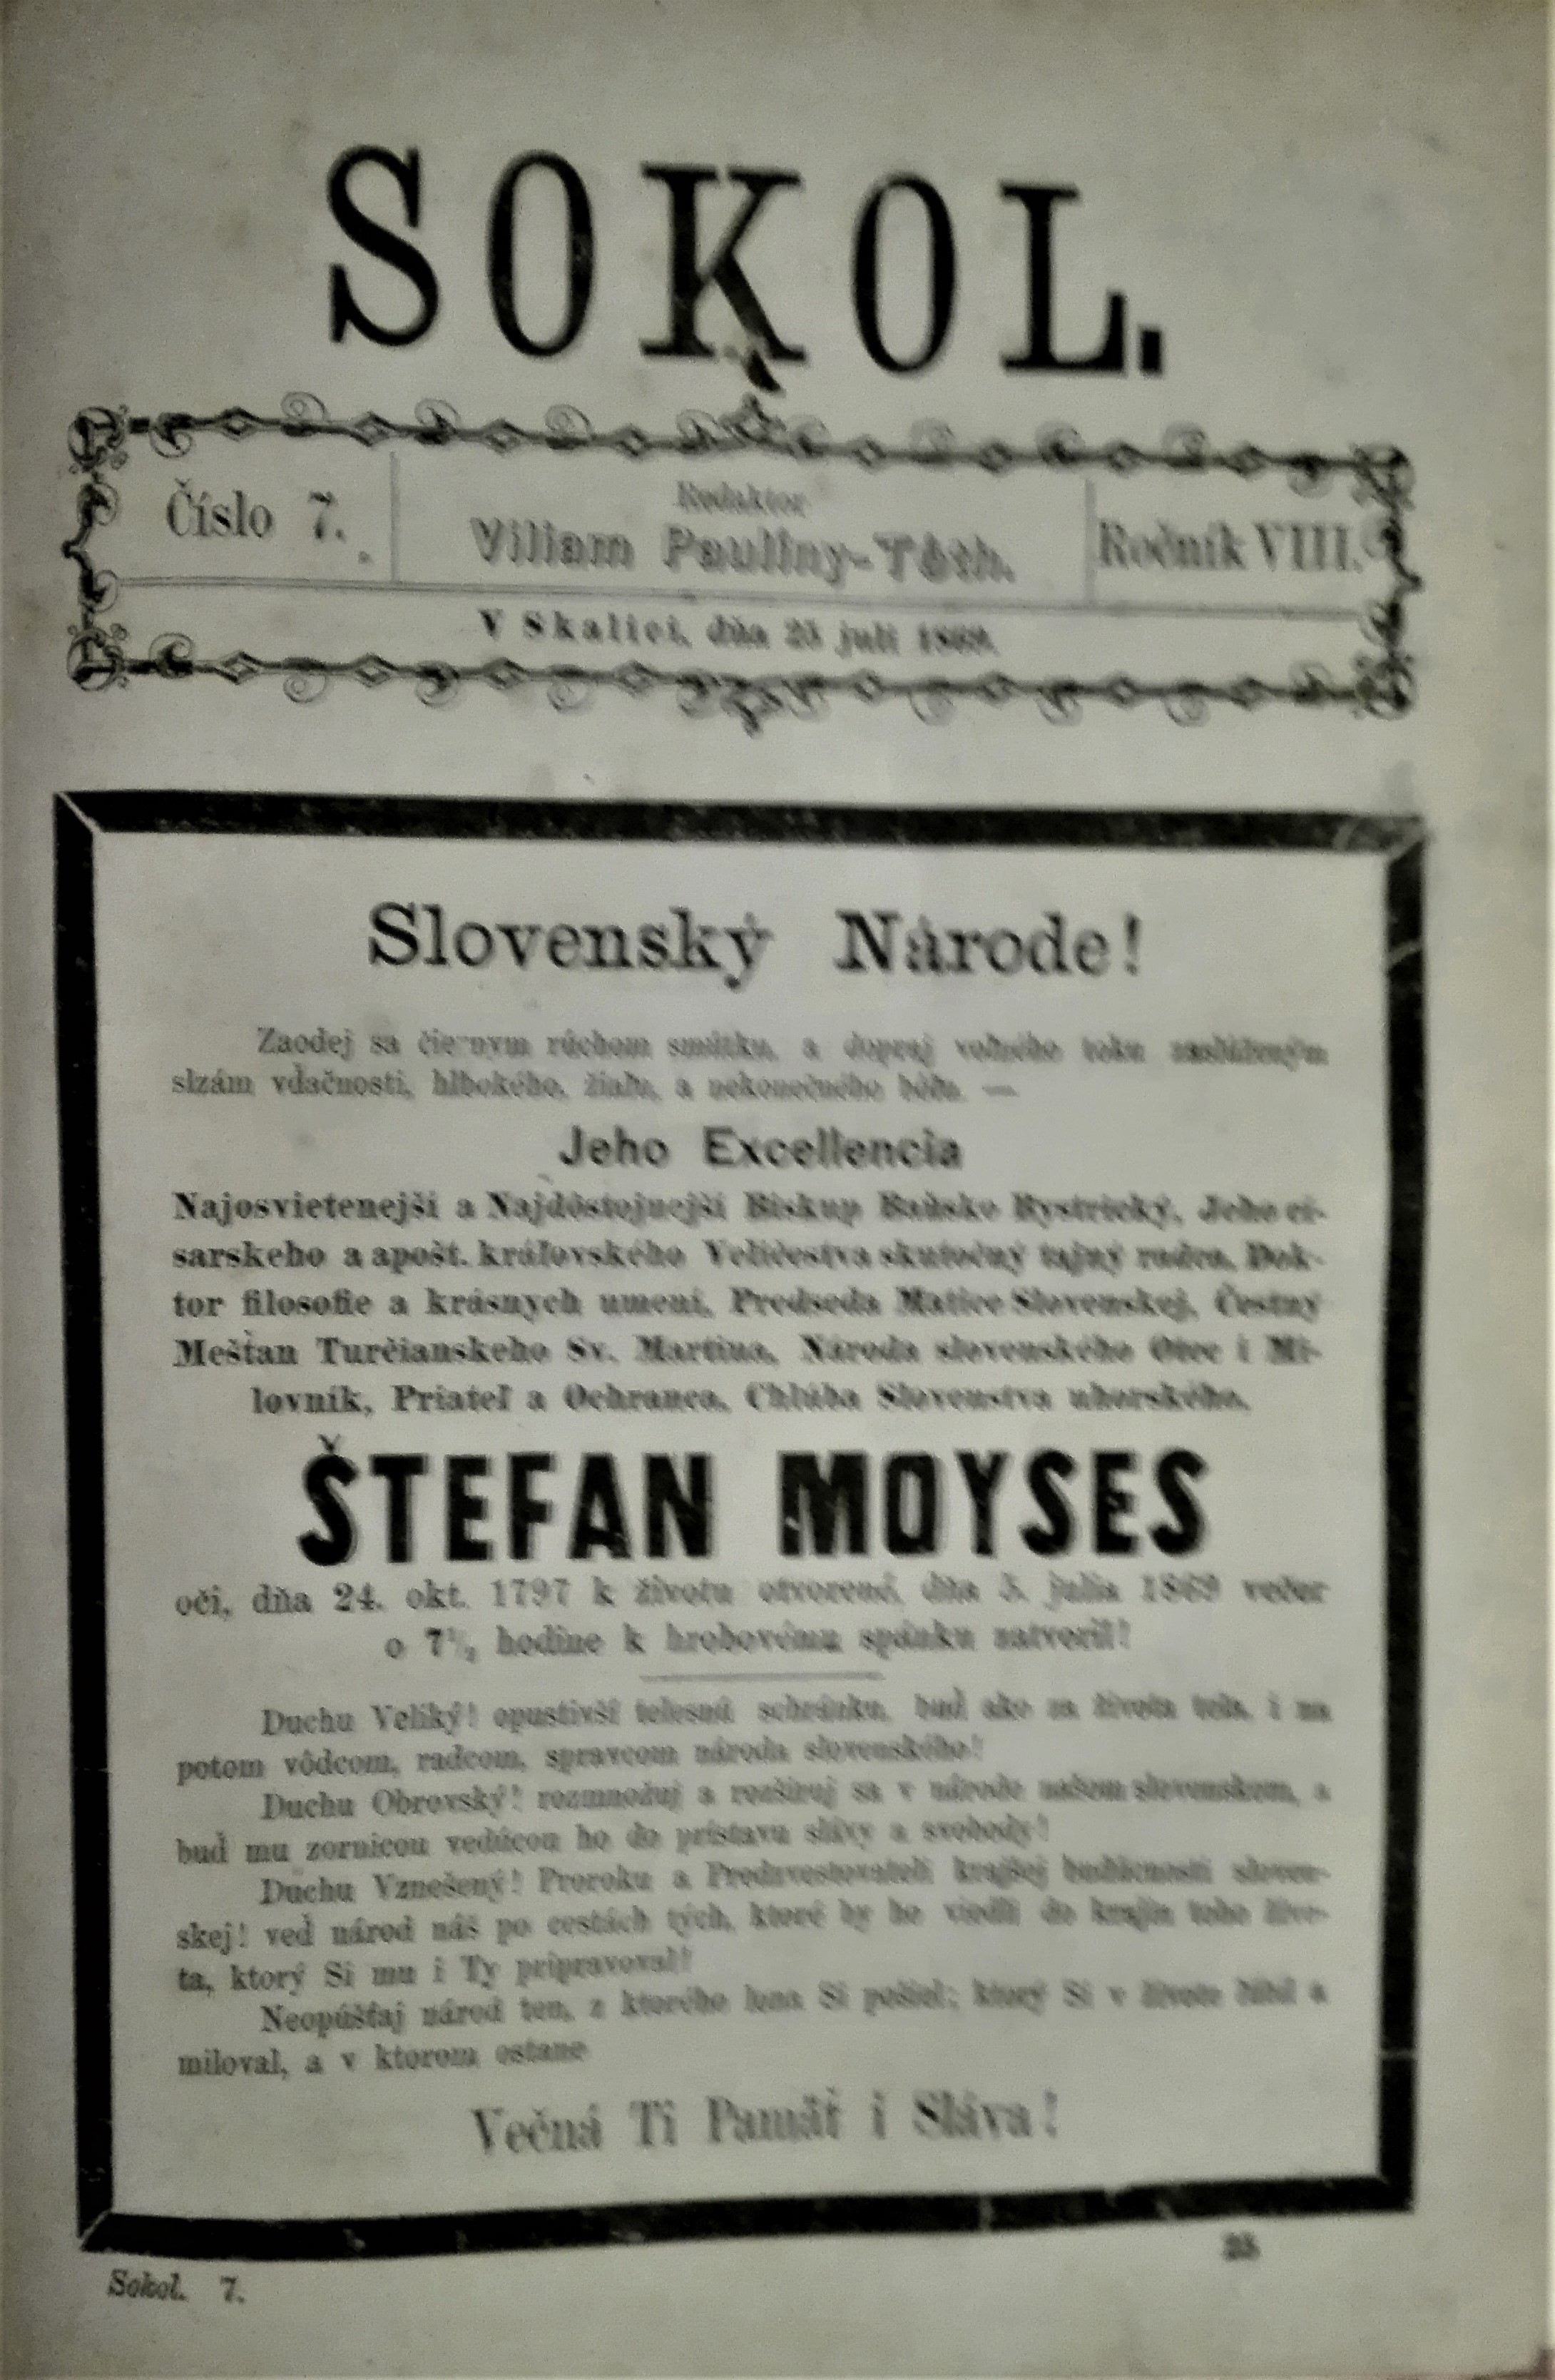 SOKOL.
Číslo 7.
Redaktor
Viliam Pauliny-Tóth.
Ročník VIII.
V Skalici, dňa 25 juli 1869.
Slovenský Národe!
Zaodej sa čiernym rúchom smútku, a dopraj voľného toku zaslúženým
slzám vďačnosti, hlbokého, žiaľu, a nekonečného bôľu. —
Jeho Excellencia
Najosvietenejší a Najdôstojnejší Biskup Baňsko Bystrický, Jeho ci-
sarskeho a apošt. kráľovského Veličestva skutočný tajný radca, Dok-
tor filosofie a krásnych umení, Predseda Matice Slovenskej, Čestný
Mešťan Turčianskeho Sv. Martina, Národa slovenského Otec i Mi-
lovník, Priateľ a Ochranca, Chlúba Slovenstva uhorského,
ŠTEFAN MOYSES
oči, dňa 24. okt. 1797 k životu otvorené, dňa 5. julia 1869 večer
o 7½ hodine k hrobovému spánku zatvoril!
Duchu Veliký! opustivší telesnú schránku, buď ako za života tela, i na
potom vôdcom, radcom, spravcom národa slovenského!
Duchu Obrovský! rozmnožuj a rozširuj sa v národe našom slovenskom, a
buď mu zornicou vedúcou ho do prístavu slávy a svobody!
Duchu Vznešený! Proroku a Predzvestovateli krajšej budúcnosti sloven-
skej! veď národ náš po cestách tých, ktoré by ho viedli do krajín toho živo-
ta, ktorý Si mu i Ty pripravoval!
Neopúšťaj národ ten, z ktorého lona Si pošiel; ktorý Si v živote ľúbil a
miloval, a v ktorom ostane
Večná Ti Pamäť i Sláva!
Sokol. 7.
25